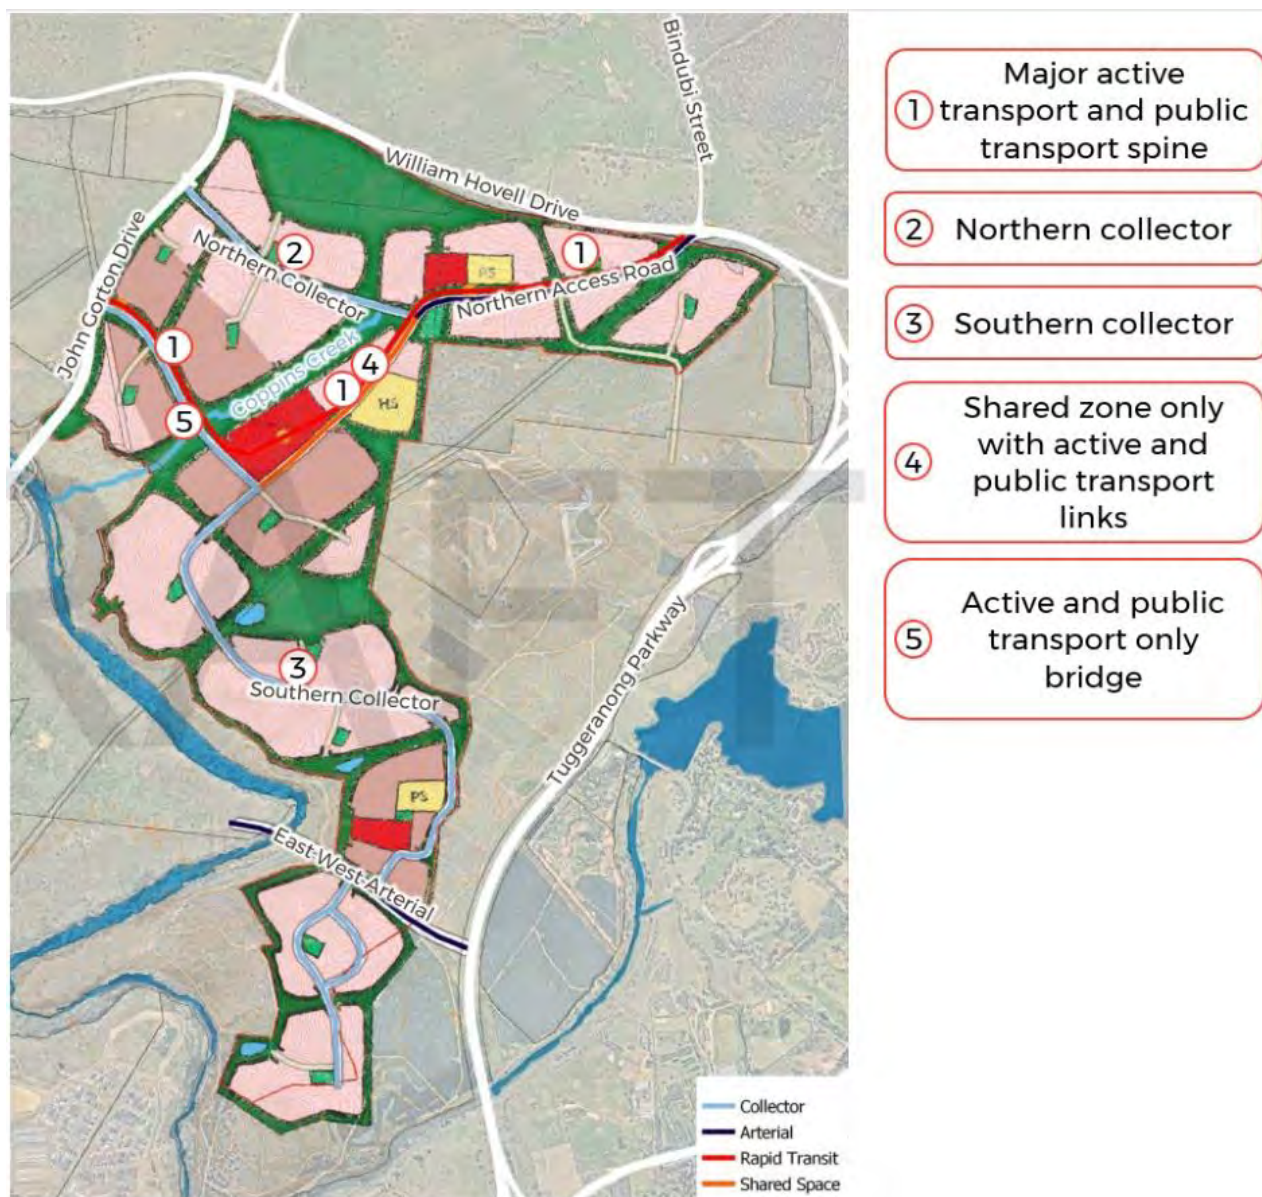 Bindubi Street
William Hovell Drive
John Gorton Drive
2
Northern Collector
1
PS
Northern Access Road
1
4
Coppins Creek
1
HS
5
3
Southern Collector
Tuggeranong Parkway
PS
East West Arterial
Collector
Arterial
Rapid Transit
Shared Space
1
Major active
transport and public
transport spine
2 Northern collector
3 Southern collector
4
Shared zone only
with active and
public transport
links
5
Active and public
transport only
bridge